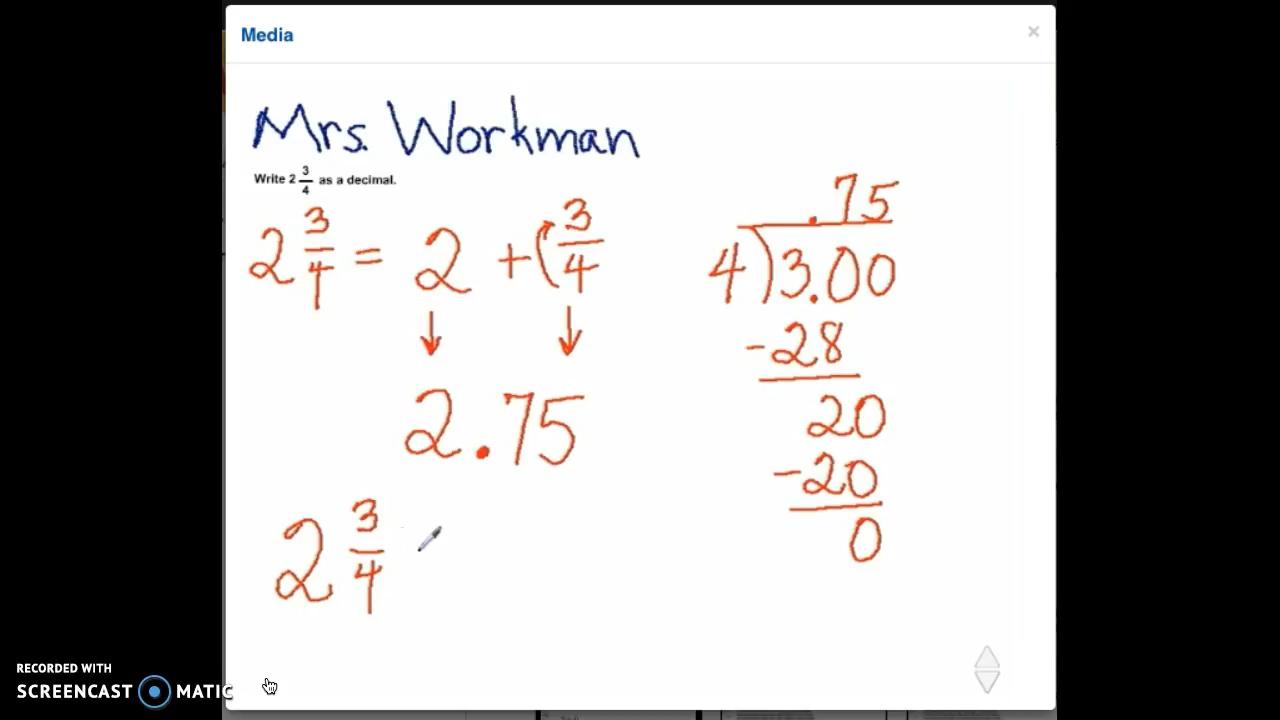 Media ×
Mrs. Workman
Write 2 3/4 as a decimal.
2 3/4 = 2 + (3/4
↓ ↓
2.75
2 3/4
.75
4)3.00
-28
20
-20
0
RECORDED WITH
SCREENCAST MATIC